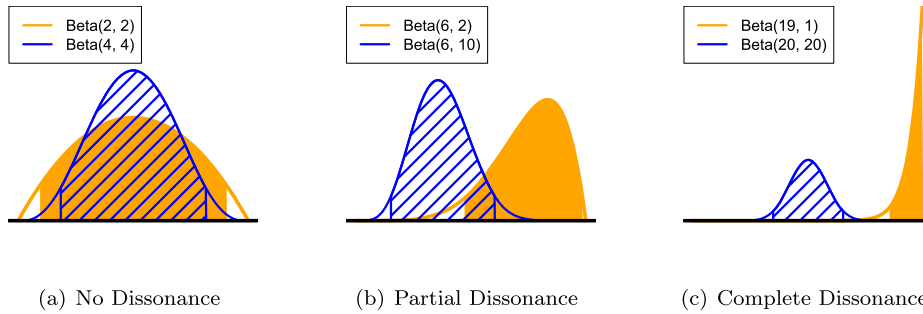 Beta(2, 2)
Beta(4, 4)
Beta(6, 2)
Beta(6, 10)
Beta(19, 1)
Beta(20, 20)
(a) No Dissonance
(b) Partial Dissonance
(c) Complete Dissonance